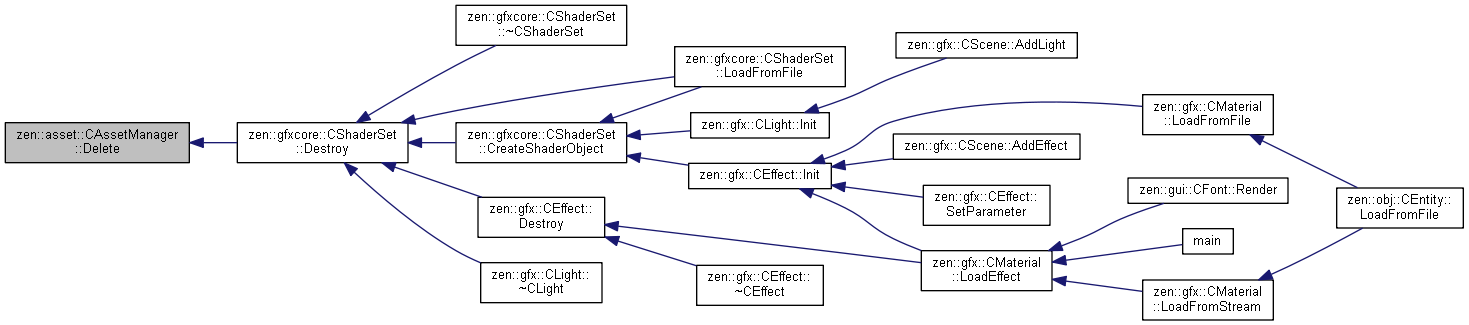 zen::asset::CAssetManager
::Delete
zen::gfxcore::CShaderSet
::Destroy
zen::gfxcore::CShaderSet
::~CShaderSet
zen::gfxcore::CShaderSet
::LoadFromFile
zen::gfxcore::CShaderSet
::CreateShaderObject
zen::gfx::CEffect::
Destroy
zen::gfx::CLight::
~CLight
zen::gfx::CLight::Init
zen::gfx::CEffect::Init
zen::gfx::CEffect::
~CEffect
zen::gfx::CScene::AddLight
zen::gfx::CScene::AddEffect
zen::gfx::CEffect::
SetParameter
zen::gfx::CMaterial
::LoadEffect
zen::gfx::CMaterial
::LoadFromFile
zen::gui::CFont::Render
main
zen::gfx::CMaterial
::LoadFromStream
zen::obj::CEntity::
LoadFromFile